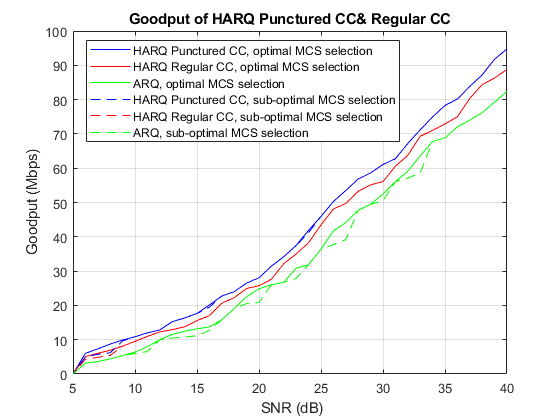 Goodput of HARQ Punctured CC& Regular CC
HARQ Punctured CC, optimal MCS selection
HARQ Regular CC, optimal MCS selection
ARQ, optimal MCS selection
HARQ Punctured CC, sub-optimal MCS selection
HARQ Regular CC, sub-optimal MCS selection
ARQ, sub-optimal MCS selection
Goodput (Mbps)
100
90
80
70
60
50
40
30
20
10
0
5 10 15 20 25 30 35 40
SNR (dB)